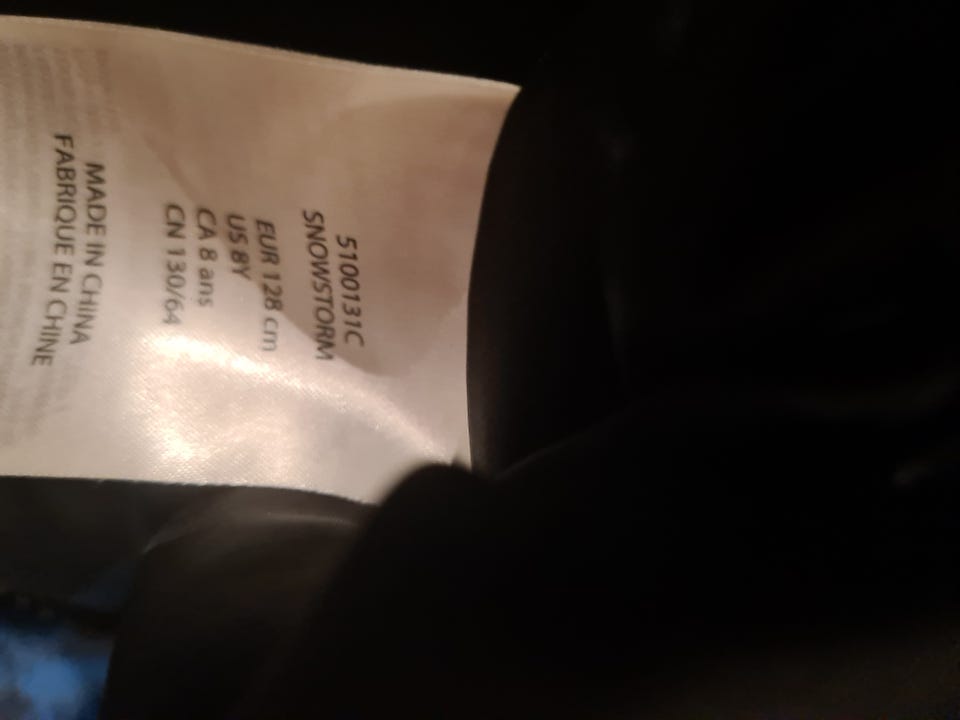 5100131C
SNOWSTORM
EUR 128 cm
US 8Y
CA 8 ans
CN 130/64
MADE IN CHINA
FABRIQUE EN CHINE